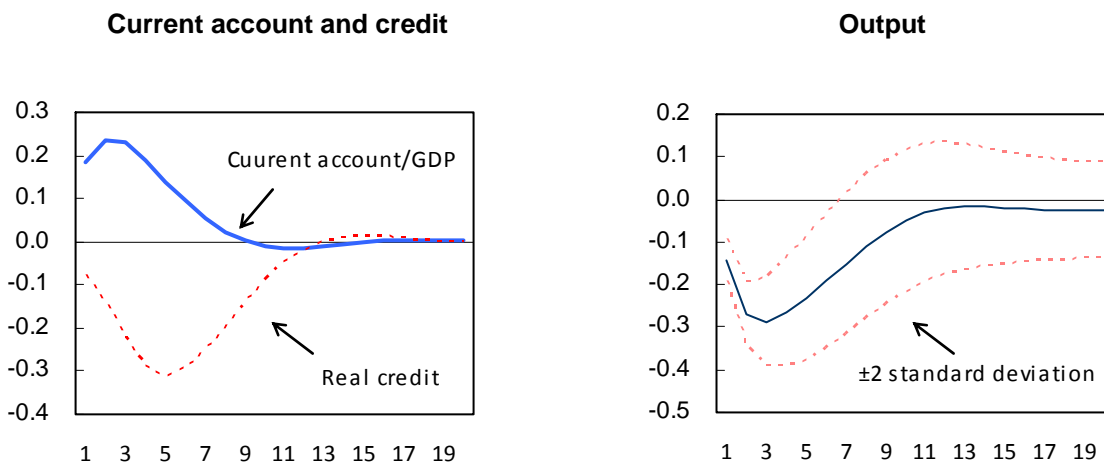 Current account and credit
0.3
0.2
0.1
0.0
-0.1
-0.2
-0.3
-0.4
Cuurent account/GDP
Real credit
1 3 5 7 9 11 13 15 17 19
Output
0.2
0.1
0.0
-0.1
-0.2
-0.3
-0.4
-0.5
±2 standard deviation
1 3 5 7 9 11 13 15 17 19